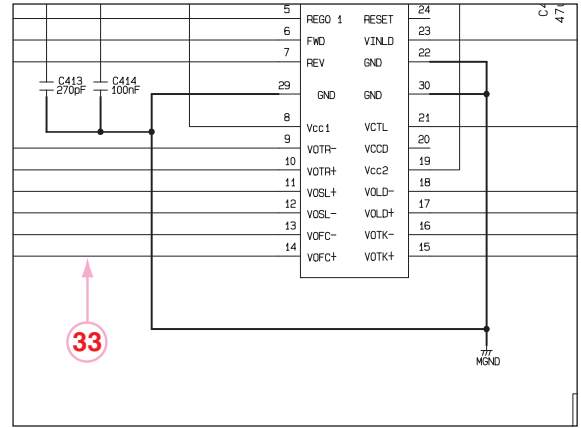 5 REGO 1 RESET 24
6 FWD VINLD 23
7 REV GND 22
C413 270pF
C414 100nF
29 GND GND 30
8 Vcc1 VCTL 21
9 VOTR- VCCD 20
10 VOTR+ Vcc2 19
11 VOSL+ VOLD- 18
12 VOSL- VOLD+ 17
13 VOFC- VOTK- 16
14 VOFC+ VOTK+ 15
33
MGND